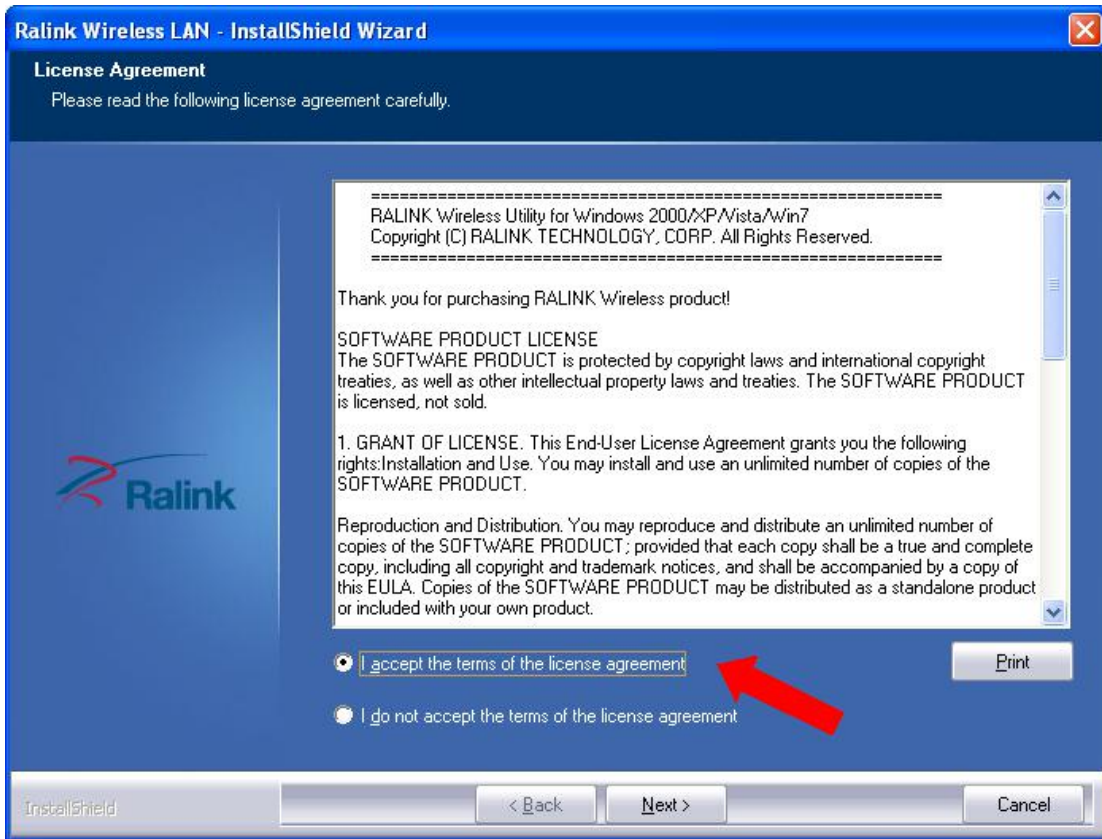 Ralink Wireless LAN - InstallShield Wizard
License Agreement
Please read the following license agreement carefully.
============================================================
RALINK Wireless Utility for Windows 2000/XP/Vista/Win7
Copyright (C) RALINK TECHNOLOGY, CORP. All Rights Reserved.
============================================================
Thank you for purchasing RALINK Wireless product!
SOFTWARE PRODUCT LICENSE
The SOFTWARE PRODUCT is protected by copyright laws and international copyright
treaties, as well as other intellectual property laws and treaties. The SOFTWARE PRODUCT
is licensed, not sold.
1. GRANT OF LICENSE. This End-User License Agreement grants you the following
rights:Installation and Use. You may install and use an unlimited number of copies of the
SOFTWARE PRODUCT.
Reproduction and Distribution. You may reproduce and distribute an unlimited number of
copies of the SOFTWARE PRODUCT; provided that each copy shall be a true and complete
copy, including all copyright and trademark notices, and shall be accompanied by a copy of
this EULA. Copies of the SOFTWARE PRODUCT may be distributed as a standalone product
or included with your own product.
Ralink
I accept the terms of the license agreement
Print
I do not accept the terms of the license agreement
InstallShield
< Back
Next >
Cancel